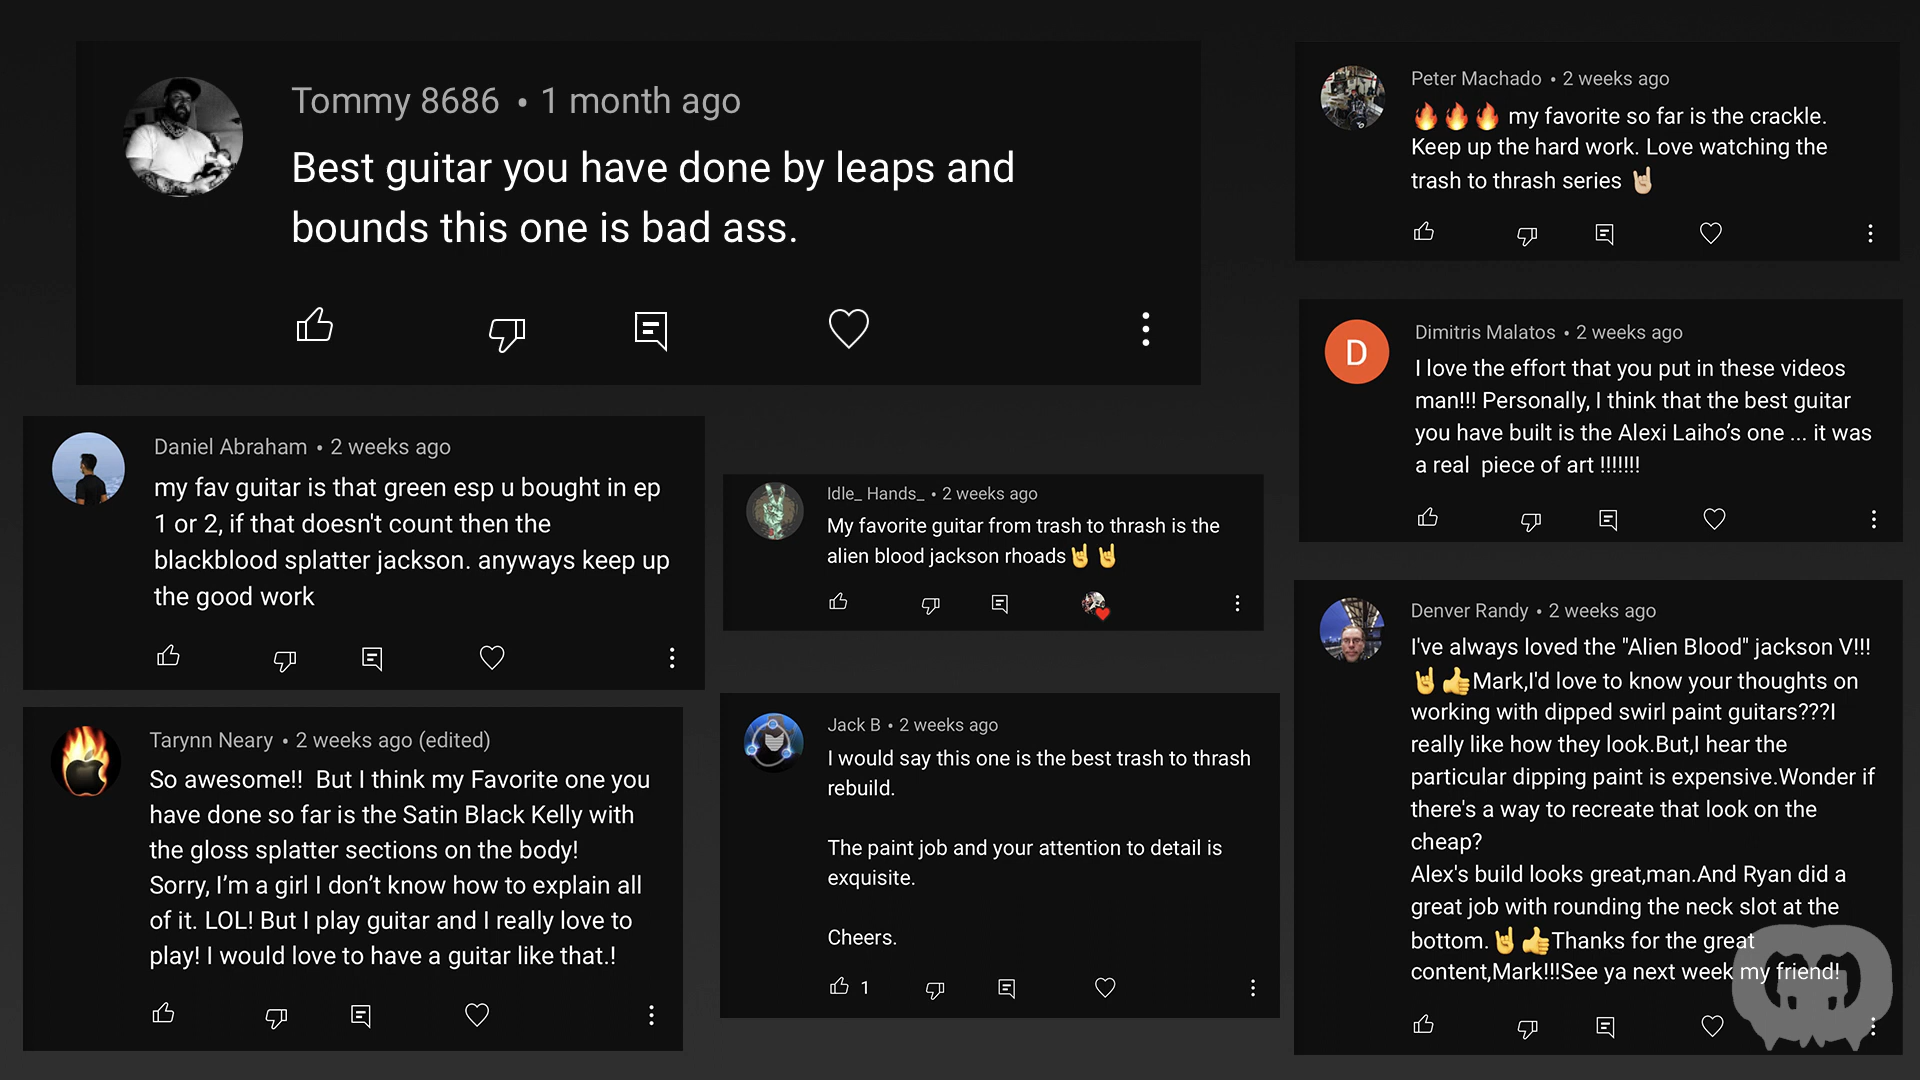 Tommy 8686 • 1 month ago
Best guitar you have done by leaps and
bounds this one is bad ass.
Peter Machado • 2 weeks ago
🔥🔥🔥 my favorite so far is the crackle.
Keep up the hard work. Love watching the
trash to thrash series 🤘🏼
D
Dimitris Malatos • 2 weeks ago
I love the effort that you put in these videos
man!!! Personally, I think that the best guitar
you have built is the Alexi Laiho’s one ... it was
a real  piece of art !!!!!!!
Daniel Abraham • 2 weeks ago
my fav guitar is that green esp u bought in ep
1 or 2, if that doesn't count then the
blackblood splatter jackson. anyways keep up
the good work
Idle_ Hands_ • 2 weeks ago
My favorite guitar from trash to thrash is the
alien blood jackson rhoads🤘🤘
Tarynn Neary • 2 weeks ago (edited)
So awesome!!  But I think my Favorite one you
have done so far is the Satin Black Kelly with
the gloss splatter sections on the body!
Sorry, I’m a girl I don’t know how to explain all
of it. LOL! But I play guitar and I really love to
play! I would love to have a guitar like that.!
Jack B • 2 weeks ago
I would say this one is the best trash to thrash
rebuild.
The paint job and your attention to detail is
exquisite.
Cheers.
1
Denver Randy • 2 weeks ago
I've always loved the "Alien Blood" jackson V!!!
🤘👍Mark,I'd love to know your thoughts on
working with dipped swirl paint guitars???I
really like how they look.But,I hear the
particular dipping paint is expensive.Wonder if
there's a way to recreate that look on the
cheap?
Alex's build looks great,man.And Ryan did a
great job with rounding the neck slot at the
bottom.🤘👍Thanks for the great
content,Mark!!!See ya next week my friend!